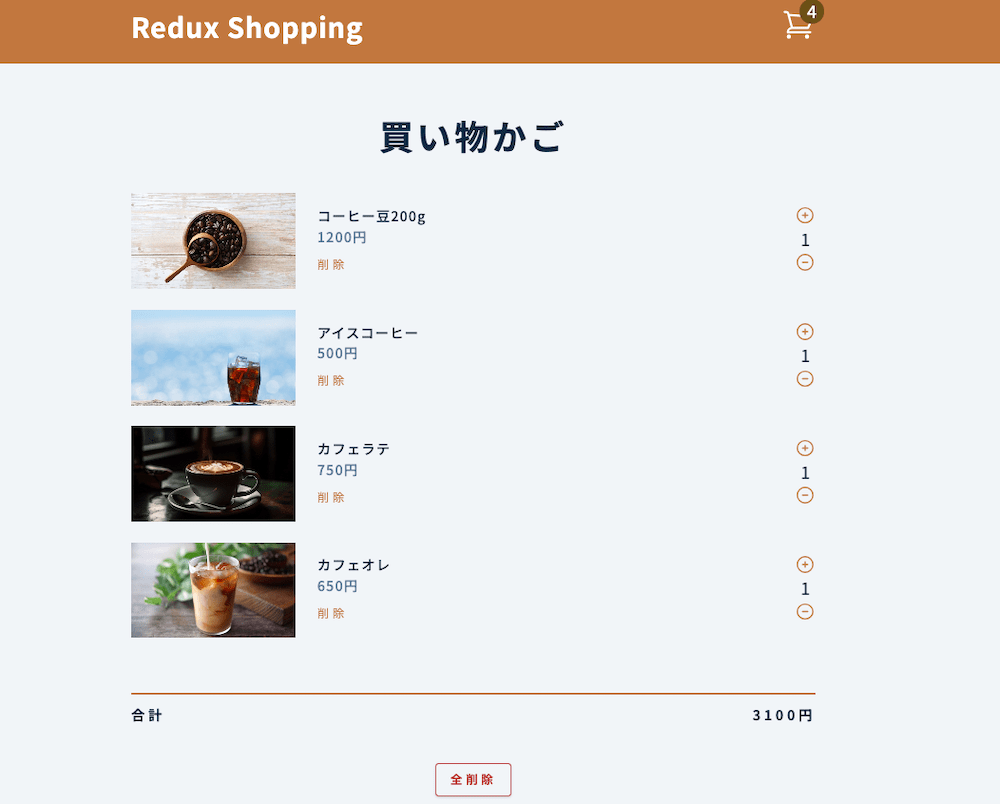 Redux Shopping
4
買い物かご
コーヒー豆200g
1200円
削除
1
アイスコーヒー
500円
削除
1
カフェラテ
750円
削除
1
カフェオレ
650円
削除
1
合計
3100円
全削除